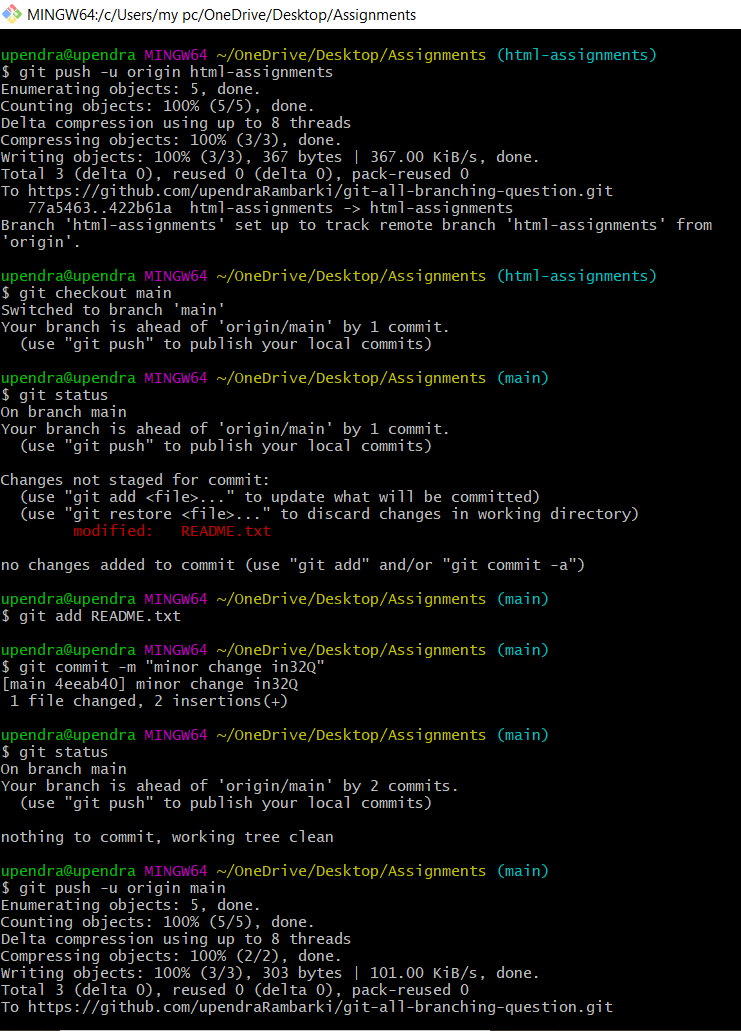 MINGW64:/c/Users/my pc/OneDrive/Desktop/Assignments
upendra@upendra MINGW64 ~/OneDrive/Desktop/Assignments (html-assignments)
$ git push -u origin html-assignments
Enumerating objects: 5, done.
Counting objects: 100% (5/5), done.
Delta compression using up to 8 threads
Compressing objects: 100% (3/3), done.
Writing objects: 100% (3/3), 367 bytes | 367.00 KiB/s, done.
Total 3 (delta 0), reused 0 (delta 0), pack-reused 0
To https://github.com/upendraRambarki/git-all-branching-question.git
   77a5463..422b61a  html-assignments -> html-assignments
Branch 'html-assignments' set up to track remote branch 'html-assignments' from
'origin'.
upendra@upendra MINGW64 ~/OneDrive/Desktop/Assignments (html-assignments)
$ git checkout main
Switched to branch 'main'
Your branch is ahead of 'origin/main' by 1 commit.
  (use "git push" to publish your local commits)
upendra@upendra MINGW64 ~/OneDrive/Desktop/Assignments (main)
$ git status
On branch main
Your branch is ahead of 'origin/main' by 1 commit.
  (use "git push" to publish your local commits)
Changes not staged for commit:
  (use "git add <file>..." to update what will be committed)
  (use "git restore <file>..." to discard changes in working directory)
        modified:   README.txt
no changes added to commit (use "git add" and/or "git commit -a")
upendra@upendra MINGW64 ~/OneDrive/Desktop/Assignments (main)
$ git add README.txt
upendra@upendra MINGW64 ~/OneDrive/Desktop/Assignments (main)
$ git commit -m "minor change in32Q"
[main 4eeab40] minor change in32Q
 1 file changed, 2 insertions(+)
upendra@upendra MINGW64 ~/OneDrive/Desktop/Assignments (main)
$ git status
On branch main
Your branch is ahead of 'origin/main' by 2 commits.
  (use "git push" to publish your local commits)
nothing to commit, working tree clean
upendra@upendra MINGW64 ~/OneDrive/Desktop/Assignments (main)
$ git push -u origin main
Enumerating objects: 5, done.
Counting objects: 100% (5/5), done.
Delta compression using up to 8 threads
Compressing objects: 100% (2/2), done.
Writing objects: 100% (3/3), 303 bytes | 101.00 KiB/s, done.
Total 3 (delta 0), reused 0 (delta 0), pack-reused 0
To https://github.com/upendraRambarki/git-all-branching-question.git